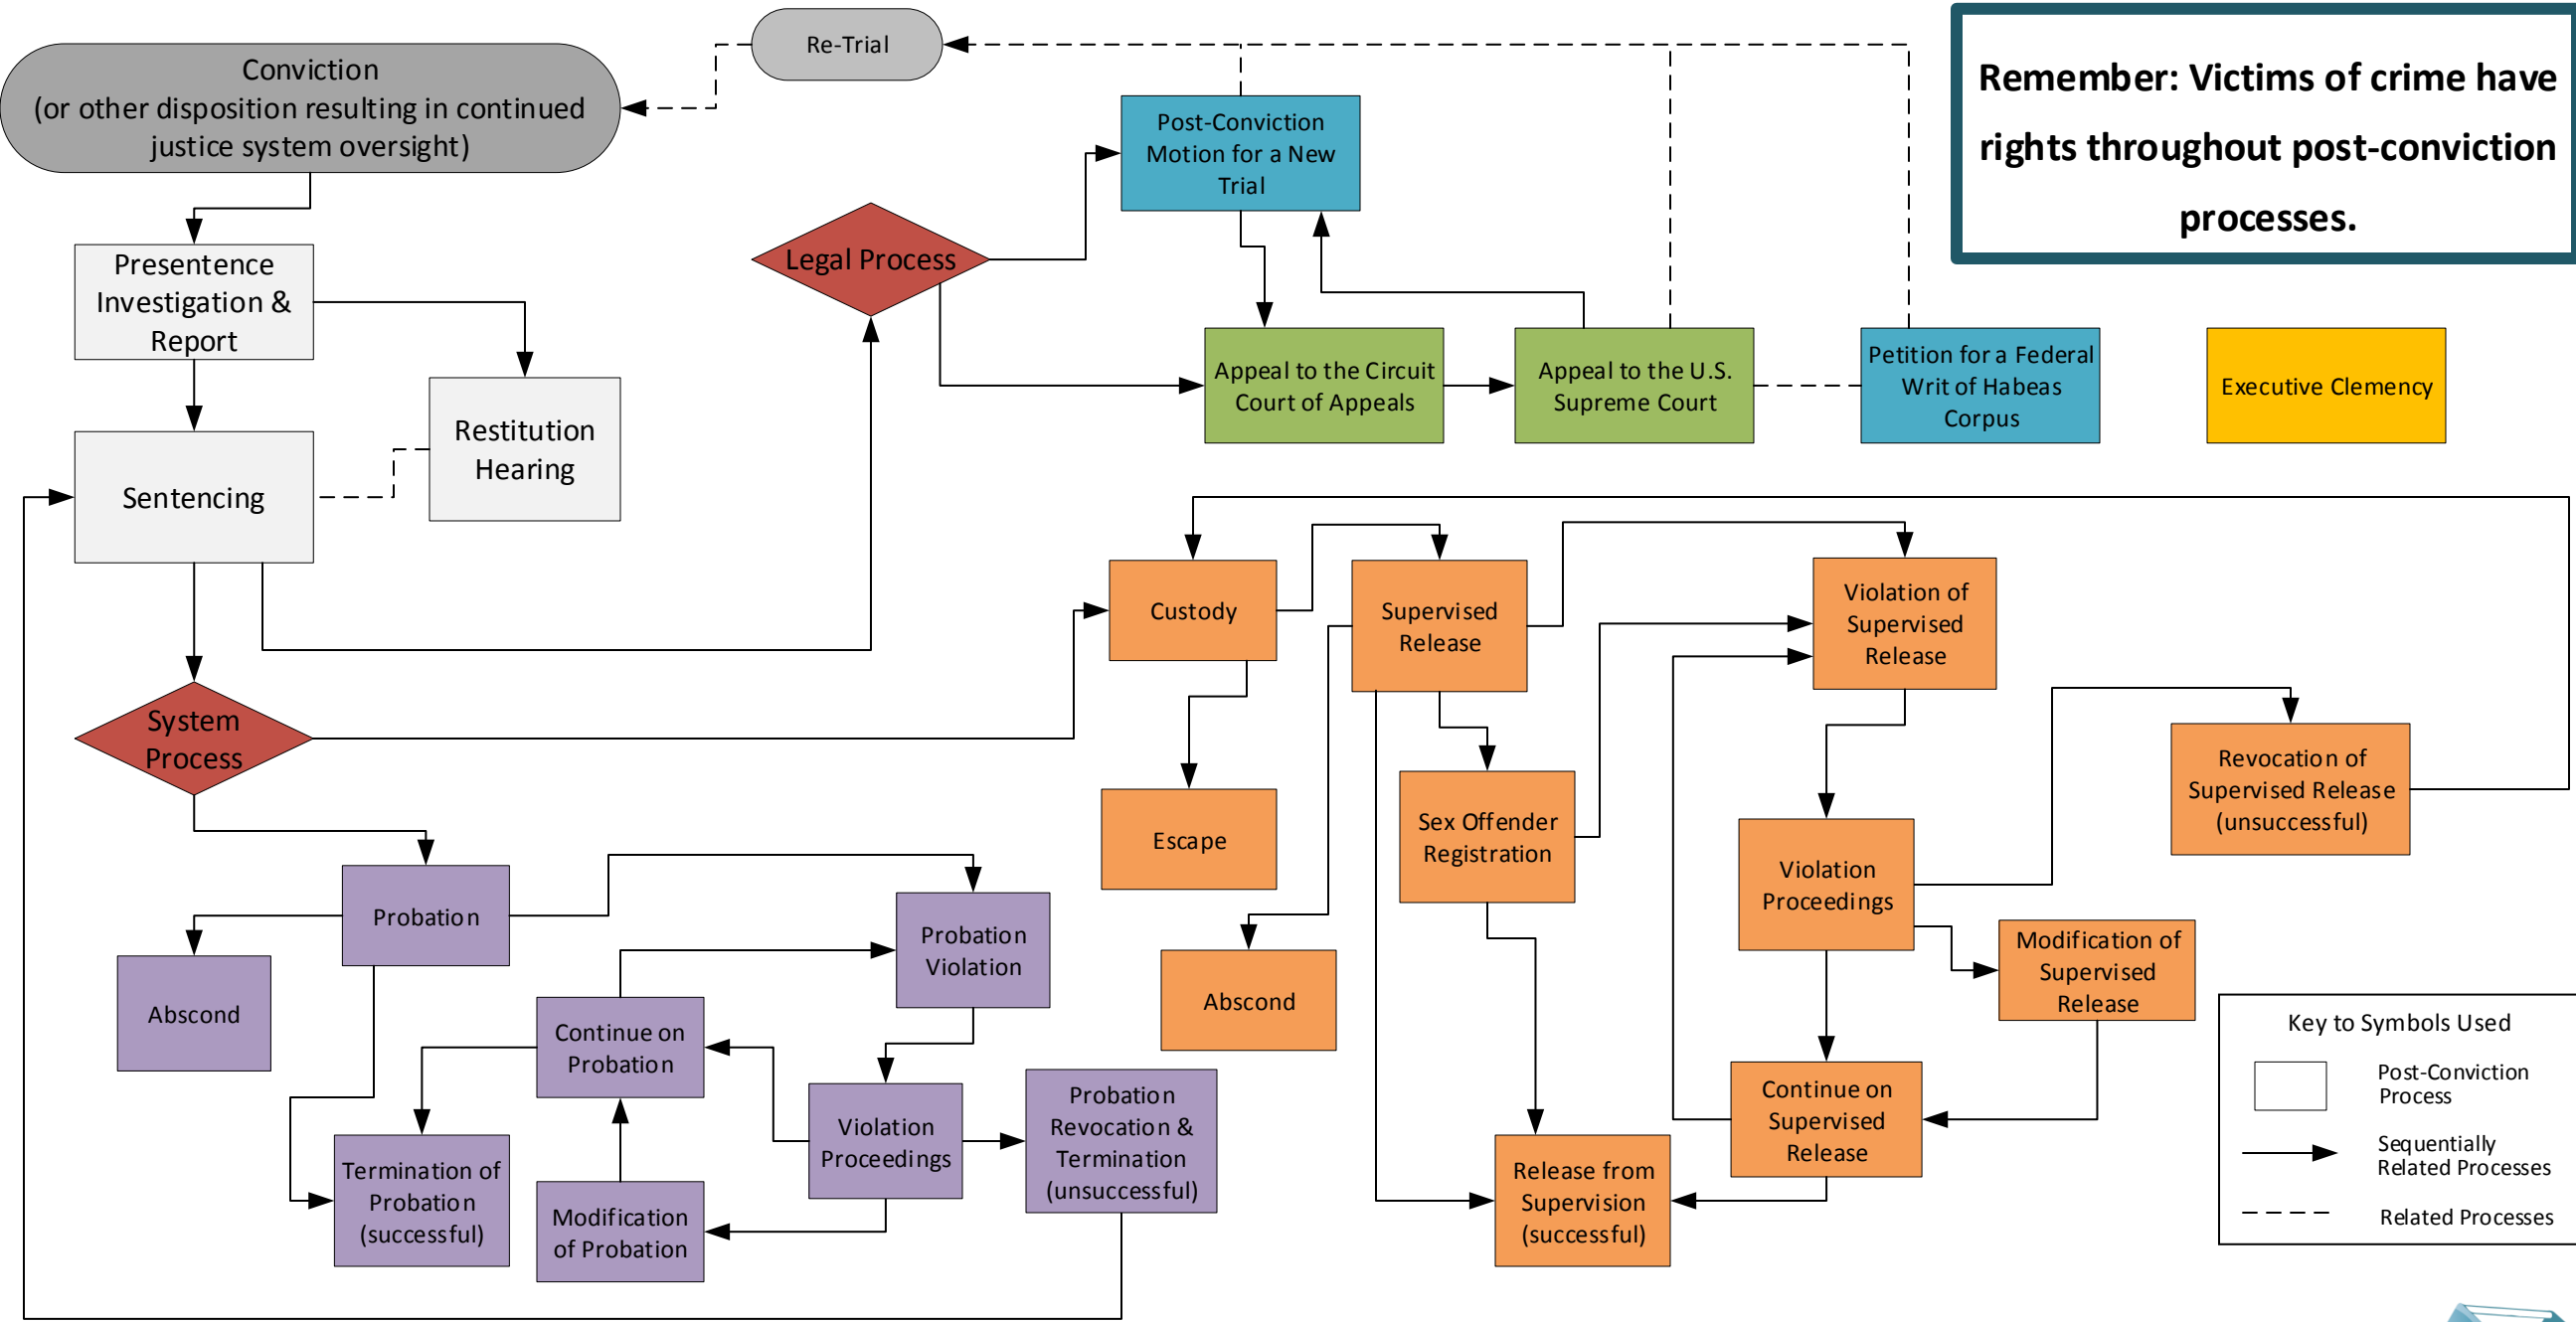 Re-Trial
Conviction
(or other disposition resulting in continued
justice system oversight)
Remember: Victims of crime have
rights throughout post-conviction
processes.
Post-Conviction
Motion for a New
Trial
Legal Process
Presentence
Investigation &
Report
Appeal to the Circuit
Court of Appeals
Appeal to the U.S.
Supreme Court
Petition for a Federal
Writ of Habeas
Corpus
Executive Clemency
Restitution
Hearing
Sentencing
Custody
Supervised
Release
Violation of
Supervised
Release
System
Process
Revocation of
Supervised Release
(unsuccessful)
Escape
Sex Offender
Registration
Violation
Proceedings
Probation
Probation
Violation
Modification of
Supervised
Release
Abscond
Abscond
Continue on
Probation
Violation
Proceedings
Probation
Revocation &
Termination
(unsuccessful)
Continue on
Supervised
Release
Termination of
Probation
(successful)
Modification
of Probation
Release from
Supervision
(successful)
Key to Symbols Used
Post-Conviction
Process
Sequentially
Related Processes
Related Processes